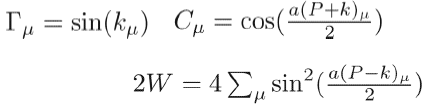 Γ_μ = sin(k_μ)   C_μ = cos(a(P+k)_μ / 2)
2W = 4 ∑_μ sin²(a(P−k)_μ / 2)